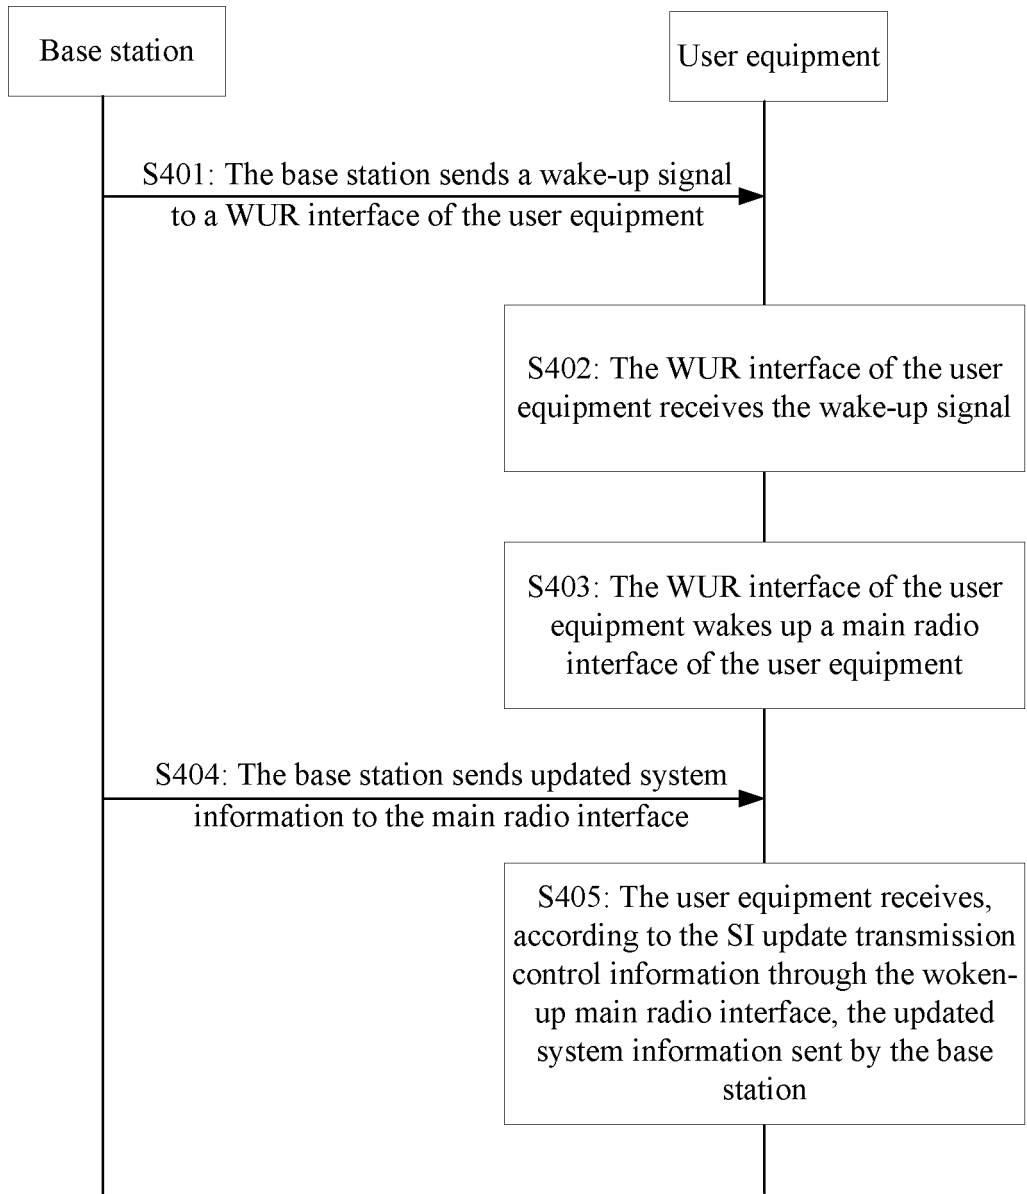 Base station
User equipment
S401: The base station sends a wake-up signal
to a WUR interface of the user equipment
S402: The WUR interface of the user
equipment receives the wake-up signal
S403: The WUR interface of the user
equipment wakes up a main radio
interface of the user equipment
S404: The base station sends updated system
information to the main radio interface
S405: The user equipment receives,
according to the SI update transmission
control information through the woken-
up main radio interface, the updated
system information sent by the base
station